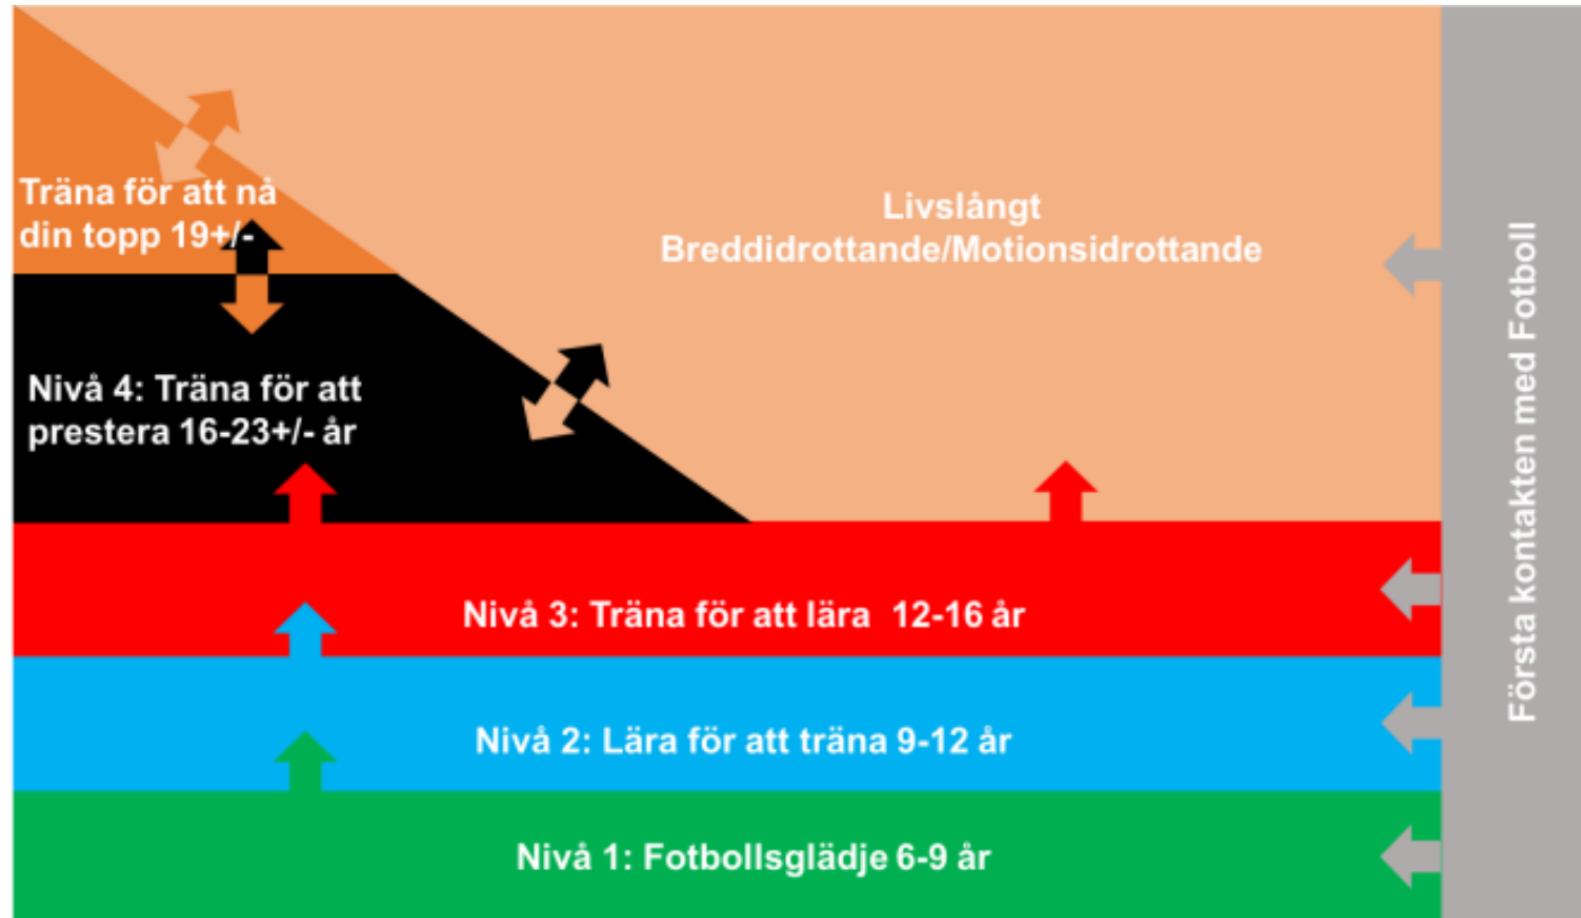 Träna för att nå
din topp 19+/-
Livslångt
Breddidrottande/Motionsidrottande
Nivå 4: Träna för att
prestera 16-23+/- år
Nivå 3: Träna för att lära  12-16 år
Nivå 2: Lära för att träna 9-12 år
Nivå 1: Fotbollsglädje 6-9 år
Första kontakten med Fotboll